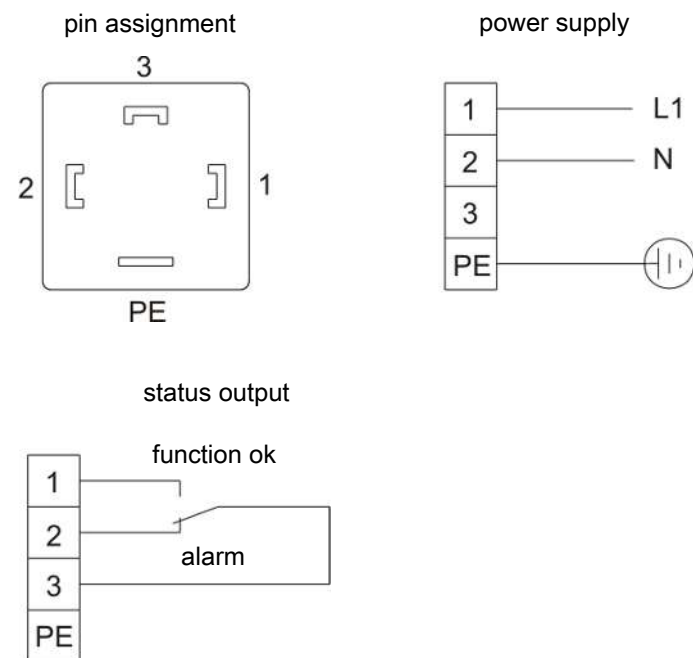 pin assignment
3
2
1
PE
power supply
1
L1
2
N
3
PE
status output
function ok
1
2
alarm
3
PE